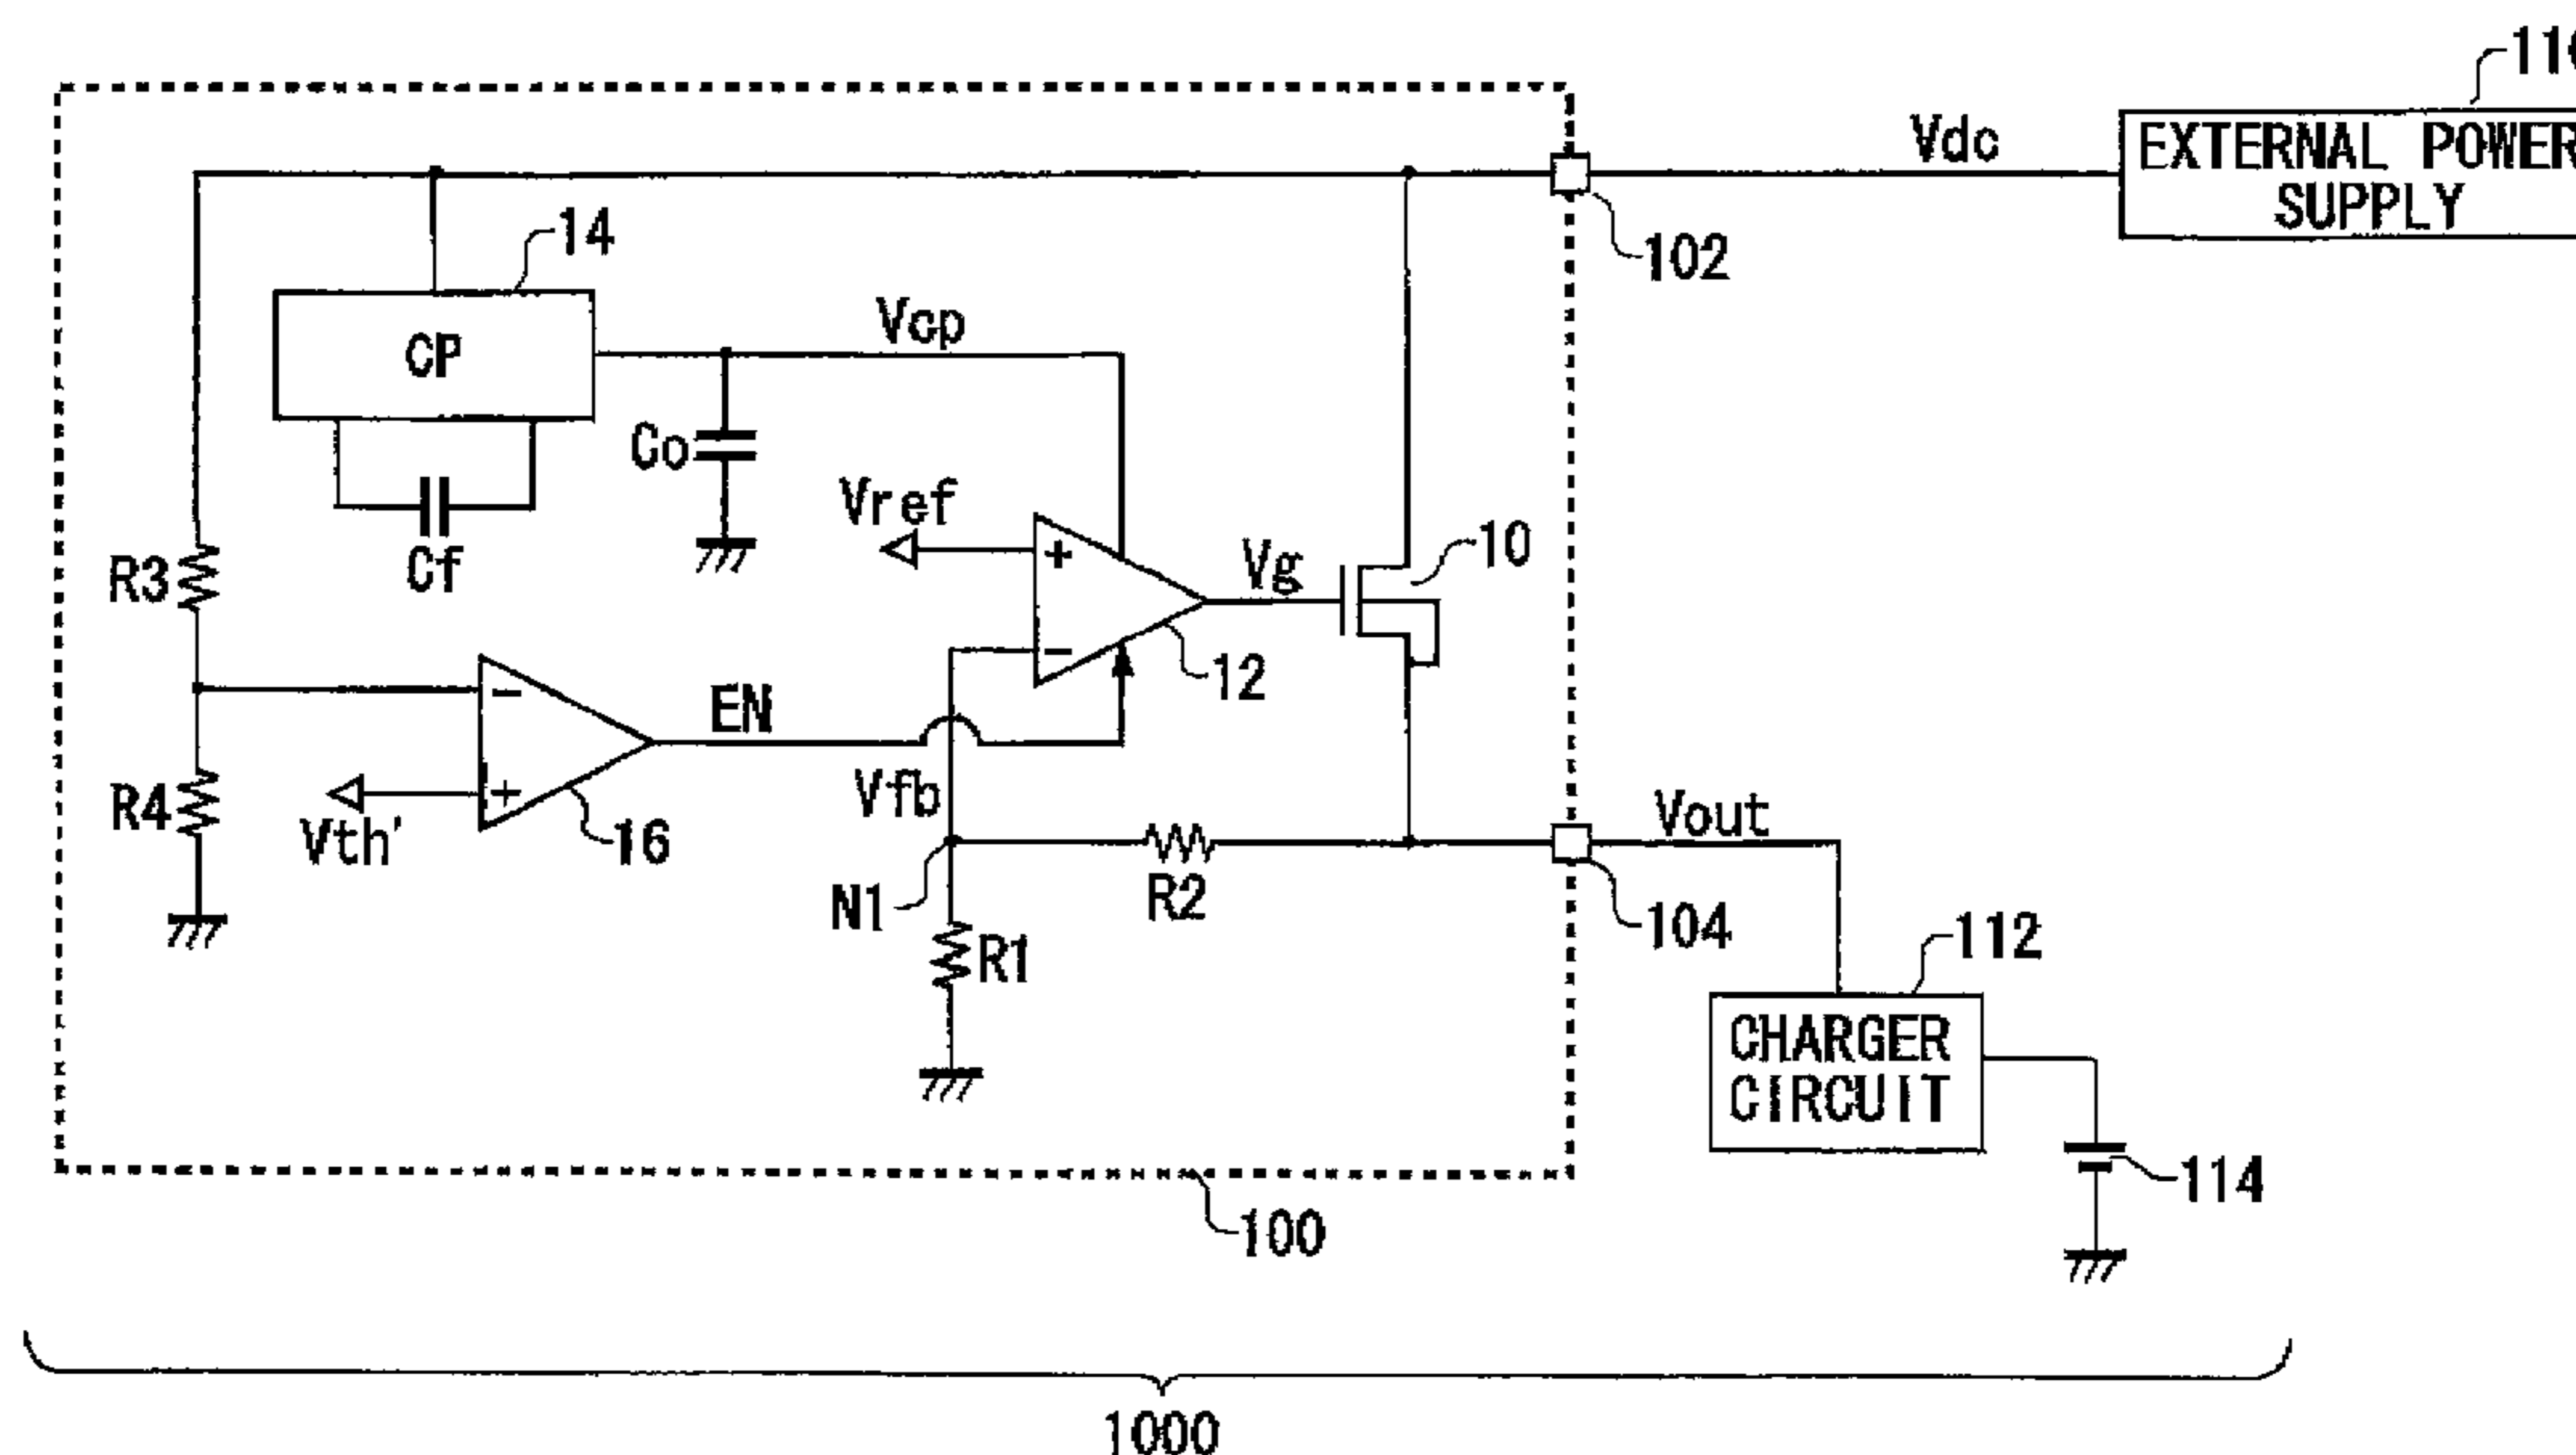 Vdc
EXTERNAL POWER
SUPPLY
102
14
CP
Vcp
Co
Cf
Vref
+
−
Vg
10
12
R3
R4
−
+
Vth'
16
EN
Vfb
N1
R2
R1
Vout
104
112
CHARGER
CIRCUIT
114
100
1000